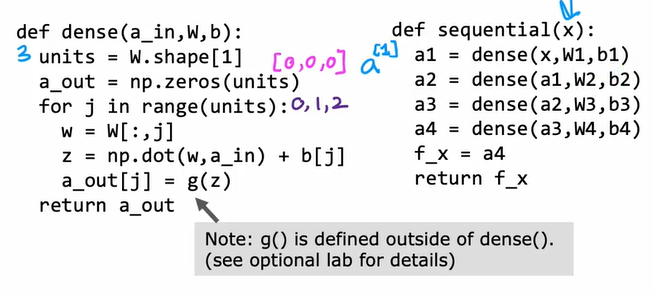 def dense(a_in,W,b):
3 units = W.shape[1] [0,0,0]
a_out = np.zeros(units)
for j in range(units): 0,1,2
w = W[:,j]
z = np.dot(w,a_in) + b[j]
a_out[j] = g(z)
return a_out
def sequential(x):
a[1] a1 = dense(x,W1,b1)
a2 = dense(a1,W2,b2)
a3 = dense(a2,W3,b3)
a4 = dense(a3,W4,b4)
f_x = a4
return f_x
Note: g() is defined outside of dense().
(see optional lab for details)